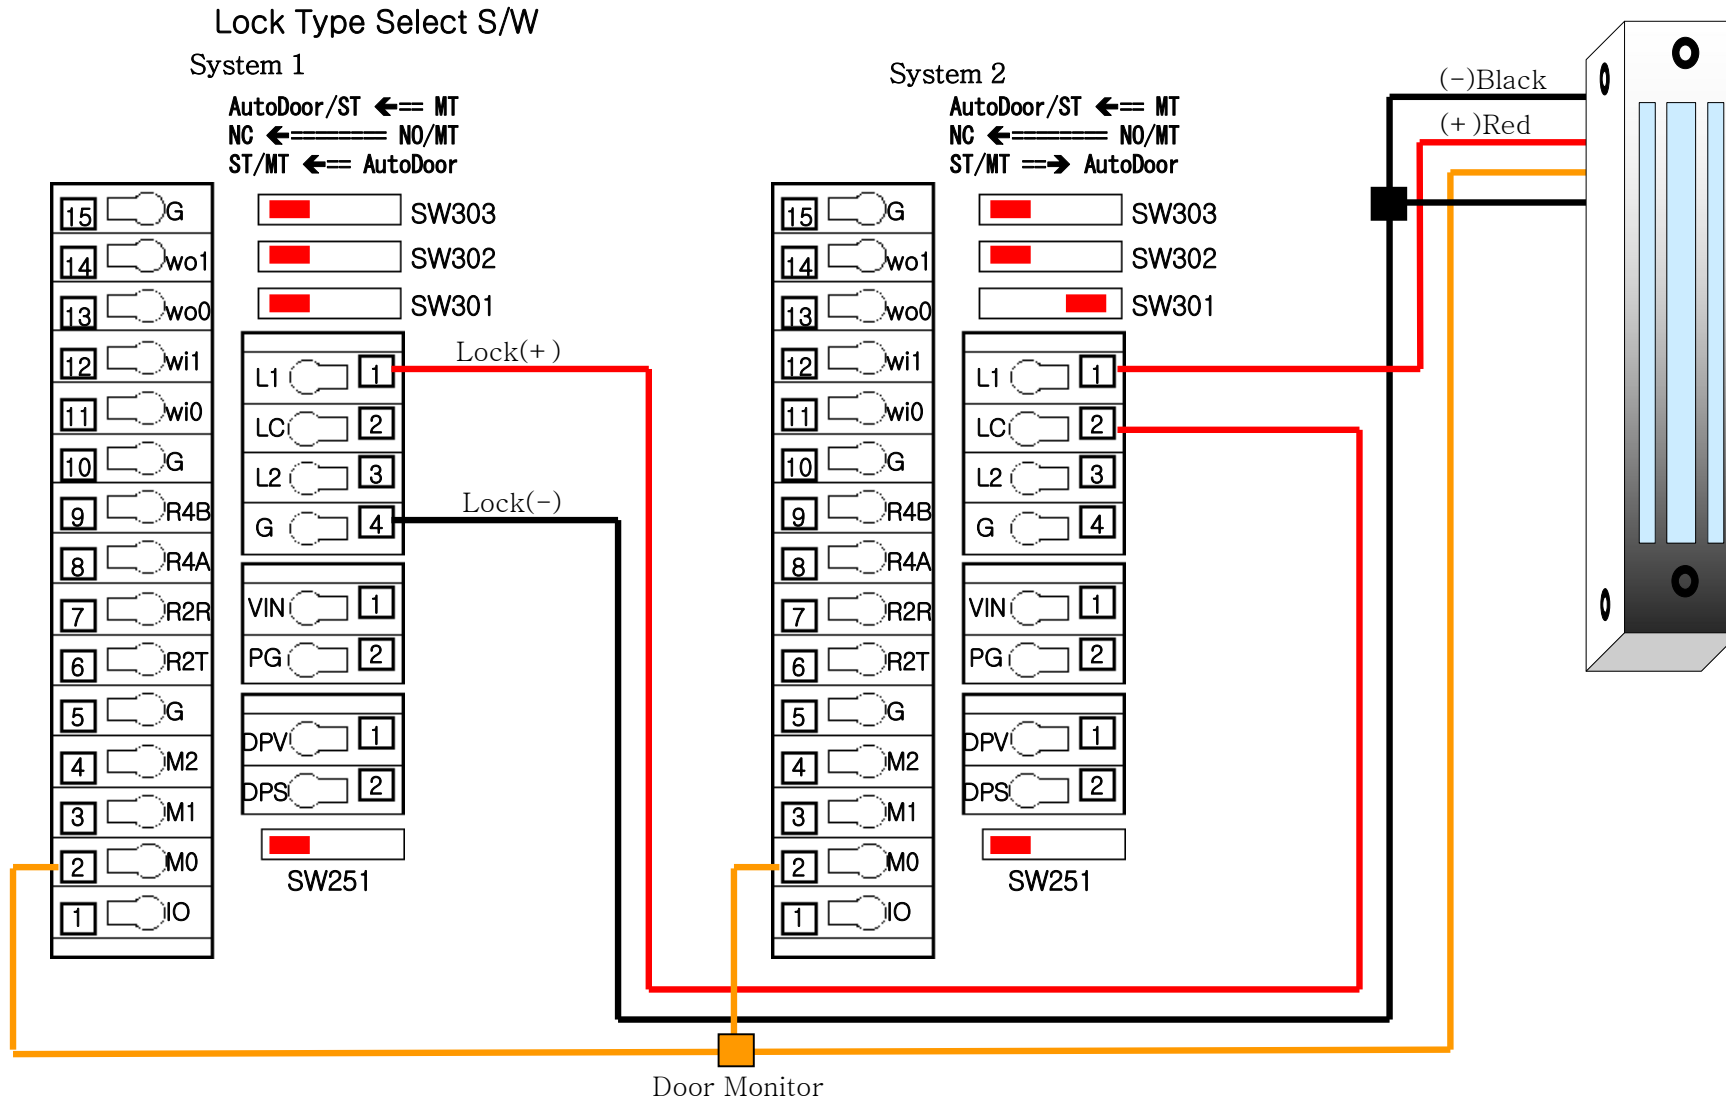 Lock Type Select S/W
System 1
AutoDoor/ST ←== MT
NC ←======== NO/MT
ST/MT ←== AutoDoor
15 G
14 wo1
13 wo0
12 wi1
11 wi0
10 G
9 R4B
8 R4A
7 R2R
6 R2T
5 G
4 M2
3 M1
2 M0
1 IO
SW303
SW302
SW301
L1 1
LC 2
L2 3
G 4
VIN 1
PG 2
DPV 1
DPS 2
SW251
Lock(+)
Lock(-)
System 2
AutoDoor/ST ←== MT
NC ←======== NO/MT
ST/MT ==→ AutoDoor
15 G
14 wo1
13 wo0
12 wi1
11 wi0
10 G
9 R4B
8 R4A
7 R2R
6 R2T
5 G
4 M2
3 M1
2 M0
1 IO
SW303
SW302
SW301
L1 1
LC 2
L2 3
G 4
VIN 1
PG 2
DPV 1
DPS 2
SW251
(-)Black
(+)Red
Door Monitor